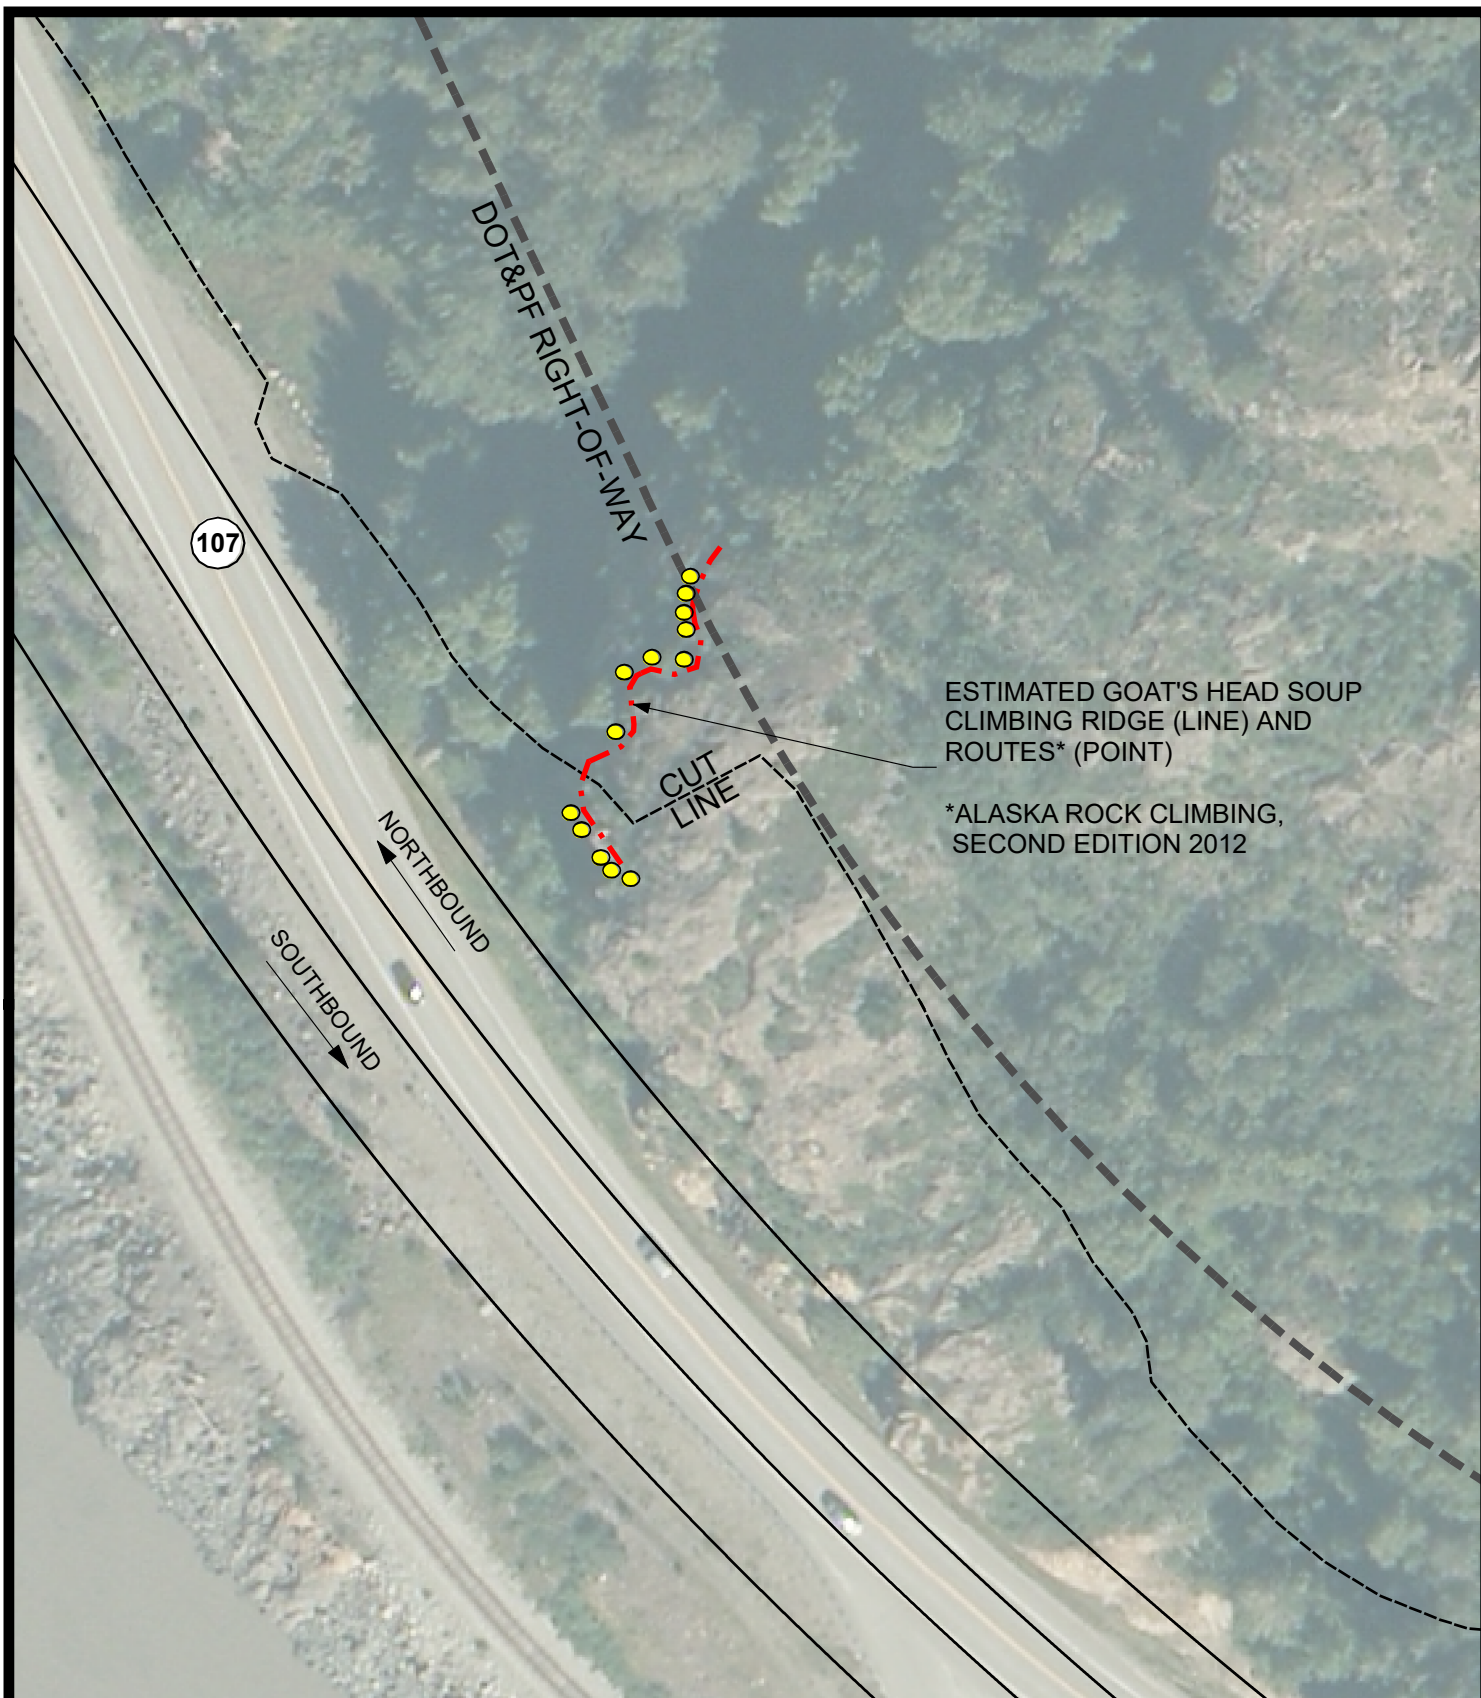 DOT&PF RIGHT-OF-WAY
107
ESTIMATED GOAT'S HEAD SOUP
CLIMBING RIDGE (LINE) AND
ROUTES* (POINT)
*ALASKA ROCK CLIMBING,
SECOND EDITION 2012
CUT
LINE
NORTHBOUND
SOUTHBOUND